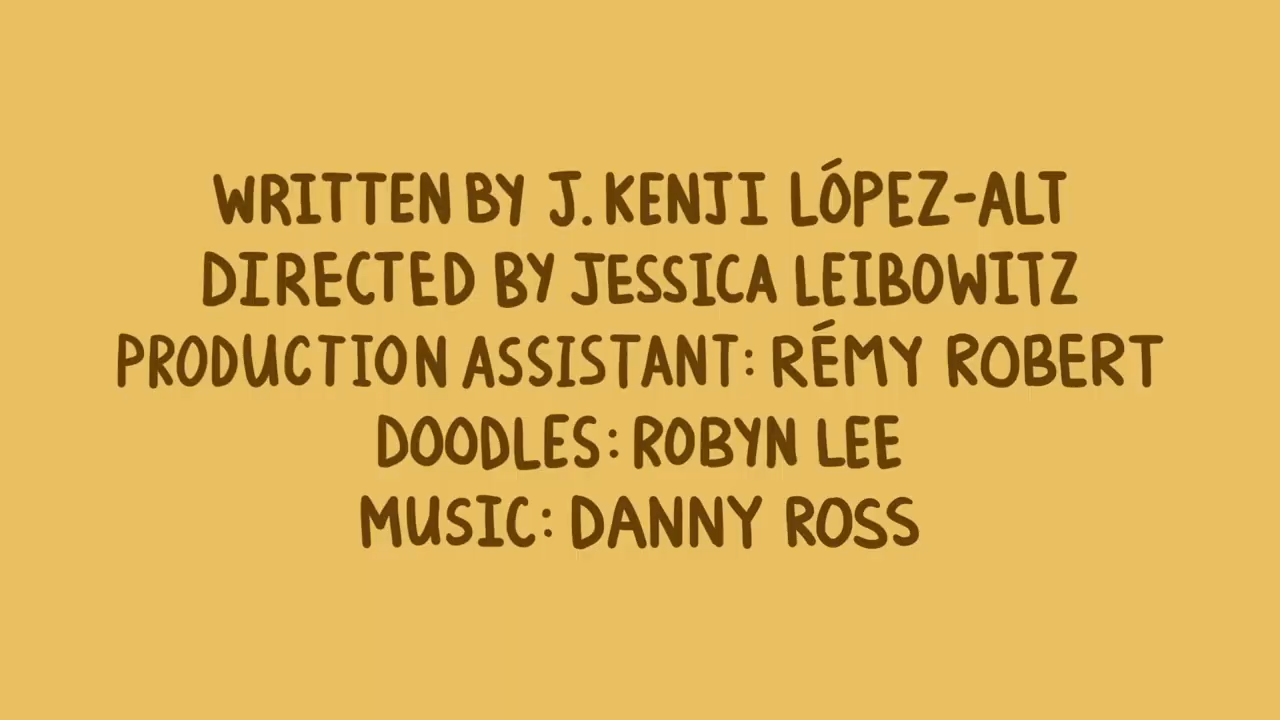 WRITTEN BY J. KENJI LÓPEZ-ALT
DIRECTED BY JESSICA LEIBOWITZ
PRODUCTION ASSISTANT: RÉMY ROBERT
DOODLES: ROBYN LEE
MUSIC: DANNY ROSS